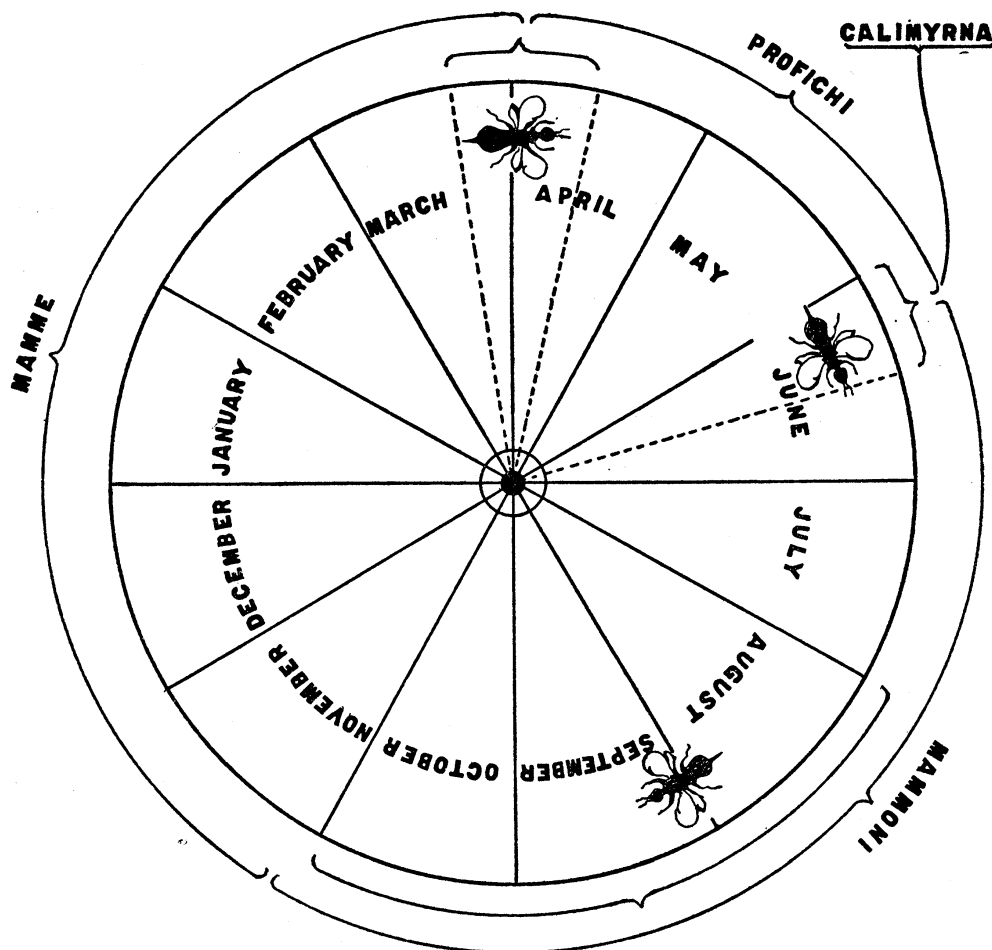 CALIMYRNA
PROFICHI
MAMME
MAMMONI
JANUARY
FEBRUARY
MARCH
APRIL
MAY
JUNE
JULY
AUGUST
SEPTEMBER
OCTOBER
NOVEMBER
DECEMBER